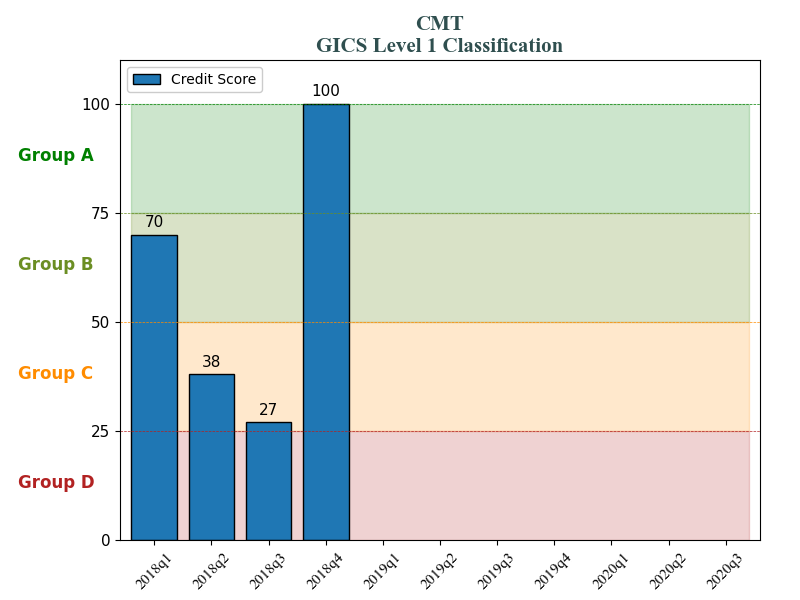 CMT
GICS Level 1 Classification
Credit Score
100
100
Group A
75
70
Group B
50
38
Group C
27
25
Group D
0
2018q1
2018q2
2018q3
2018q4
2019q1
2019q2
2019q3
2019q4
2020q1
2020q2
2020q3